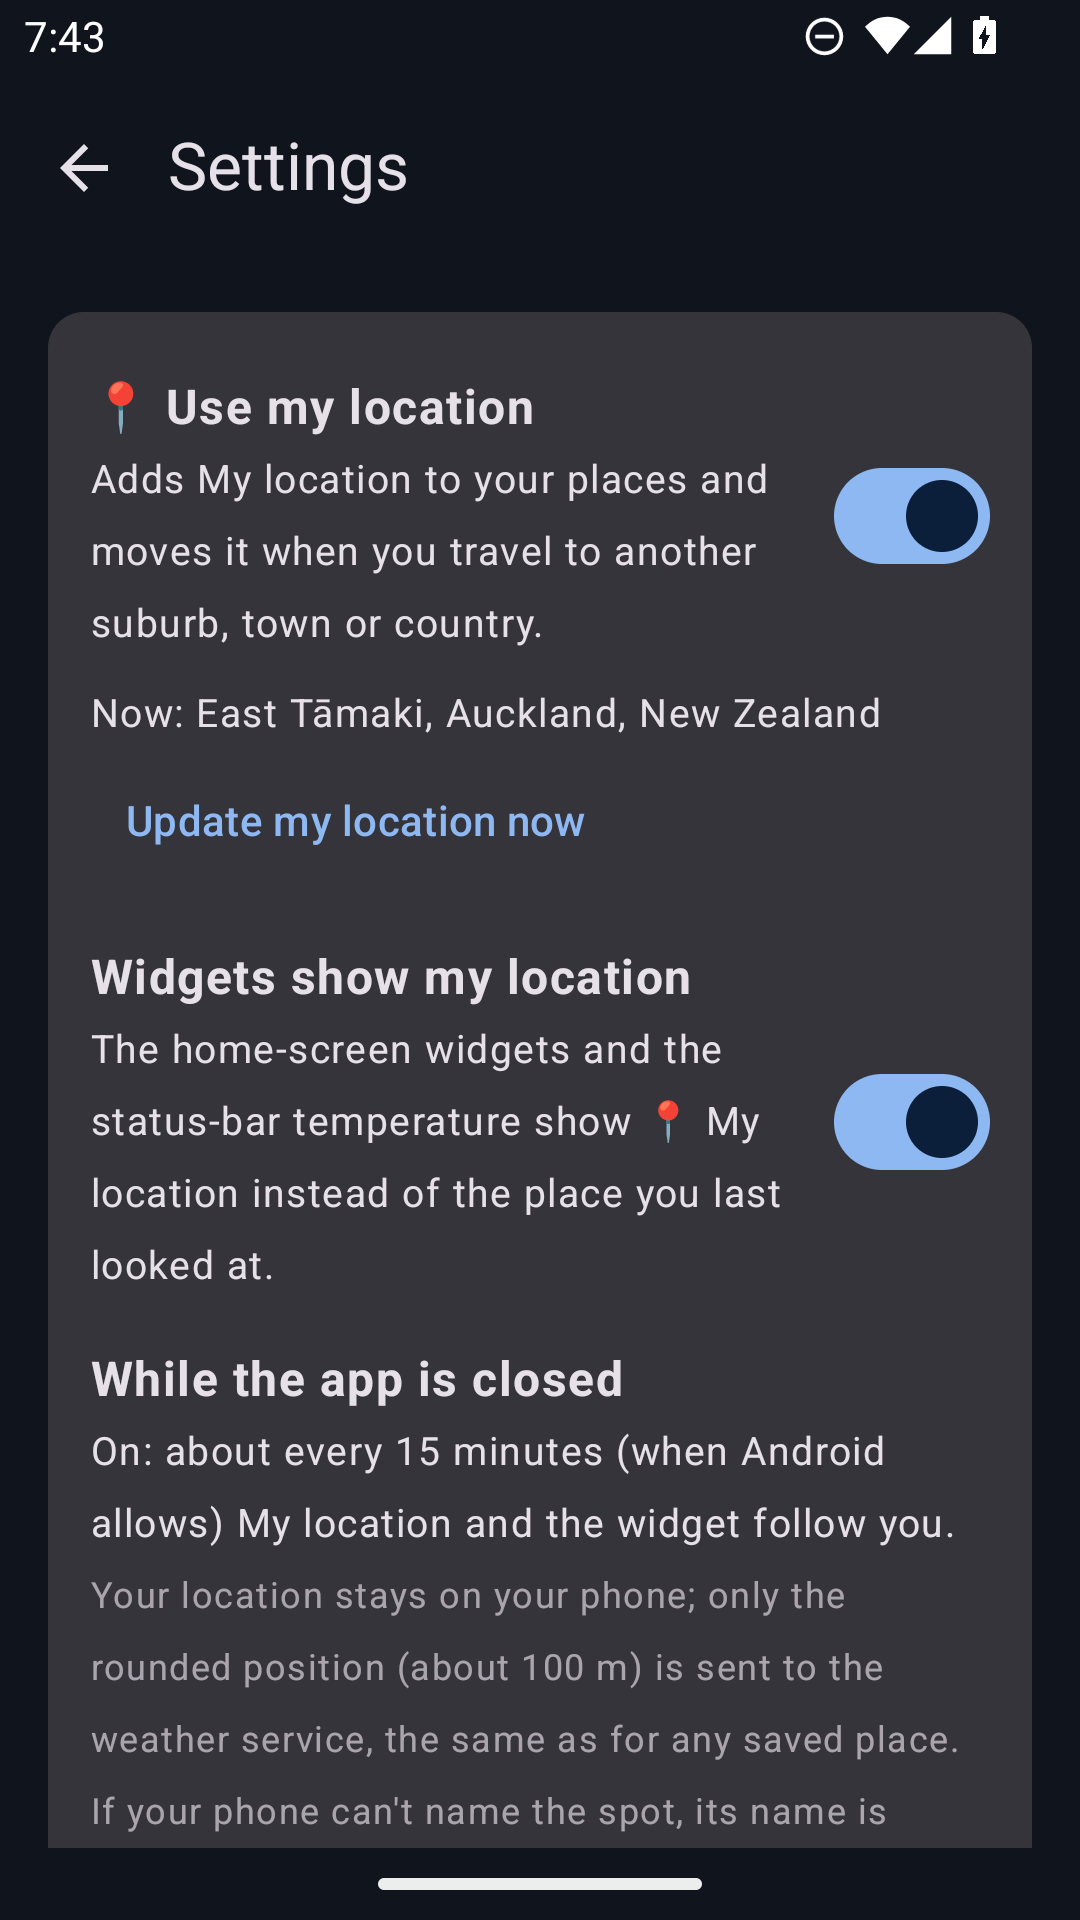 7:43
Settings
📍 Use my location
Adds My location to your places and
moves it when you travel to another
suburb, town or country.
Now: East Tāmaki, Auckland, New Zealand
Update my location now
Widgets show my location
The home-screen widgets and the
status-bar temperature show 📍 My
location instead of the place you last
looked at.
While the app is closed
On: about every 15 minutes (when Android
allows) My location and the widget follow you.
Your location stays on your phone; only the
rounded position (about 100 m) is sent to the
weather service, the same as for any saved place.
If your phone can't name the spot, its name is